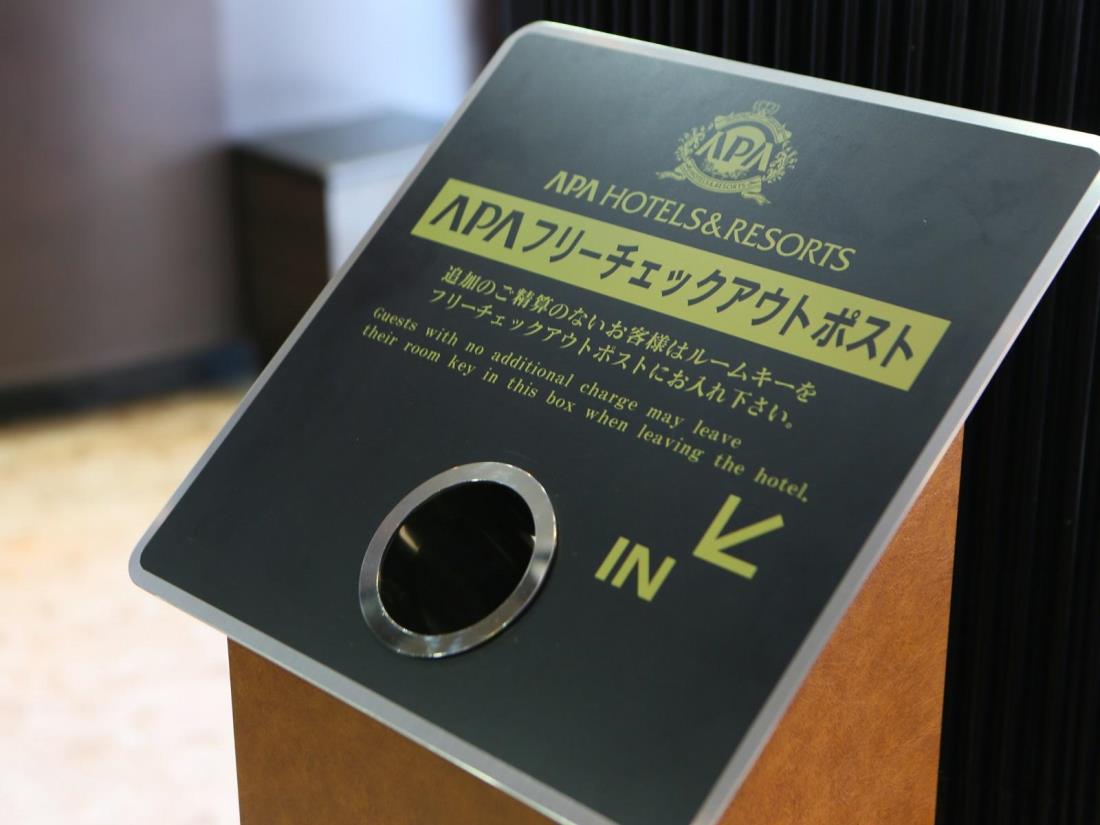 APA
HOTELS & RESORTS
APA HOTELS&RESORTS
APAフリーチェックアウトポスト
追加のご精算のないお客様はルームキーを
フリーチェックアウトポストにお入れ下さい。
Guests with no additional charge may leave
their room key in this box when leaving the hotel.
IN